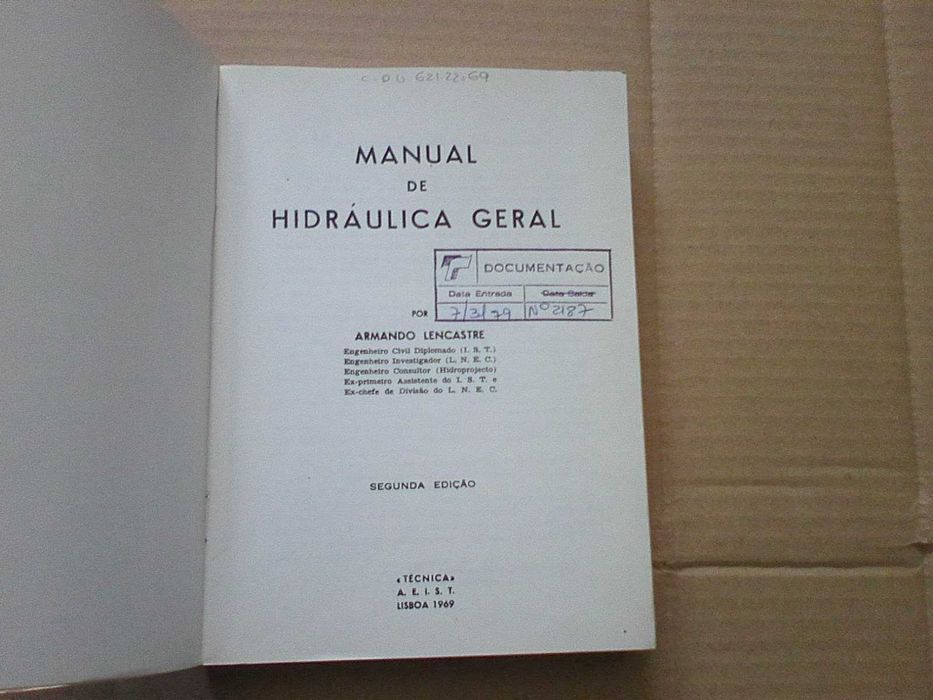 C.D.U 621.22:69
MANUAL
DE
HIDRÁULICA GERAL
DOCUMENTAÇÃO
Data Entrada Data Saída
7/3/79 Nº 2187
POR
ARMANDO LENCASTRE
Engenheiro Civil Diplomado (I. S. T.)
Engenheiro Investigador (L. N. E. C.)
Engenheiro Consultor (Hidroprojecto)
Ex-primeiro Assistente do I. S. T. e
Ex-chefe de Divisão do L. N. E. C.
SEGUNDA EDIÇÃO
«TÉCNICA»
A. E. I. S. T.
LISBOA 1969